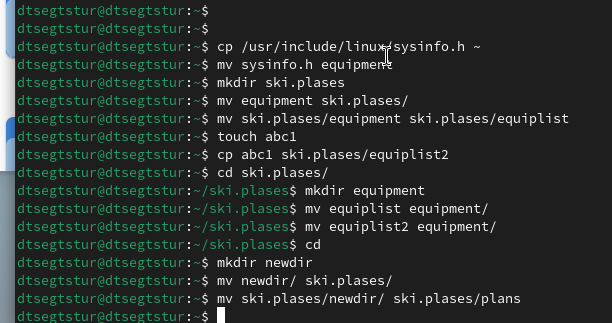 dtsegtstur@dtsegtstur:~$
dtsegtstur@dtsegtstur:~$
dtsegtstur@dtsegtstur:~$ cp /usr/include/linux/sysinfo.h ~
dtsegtstur@dtsegtstur:~$ mv sysinfo.h equipment
dtsegtstur@dtsegtstur:~$ mkdir ski.plases
dtsegtstur@dtsegtstur:~$ mv equipment ski.plases/
dtsegtstur@dtsegtstur:~$ mv ski.plases/equipment ski.plases/equiplist
dtsegtstur@dtsegtstur:~$ touch abc1
dtsegtstur@dtsegtstur:~$ cp abc1 ski.plases/equiplist2
dtsegtstur@dtsegtstur:~$ cd ski.plases/
dtsegtstur@dtsegtstur:~/ski.plases$ mkdir equipment
dtsegtstur@dtsegtstur:~/ski.plases$ mv equiplist equipment/
dtsegtstur@dtsegtstur:~/ski.plases$ mv equiplist2 equipment/
dtsegtstur@dtsegtstur:~/ski.plases$ cd
dtsegtstur@dtsegtstur:~$ mkdir newdir
dtsegtstur@dtsegtstur:~$ mv newdir/ ski.plases/
dtsegtstur@dtsegtstur:~$ mv ski.plases/newdir/ ski.plases/plans
dtsegtstur@dtsegtstur:~$